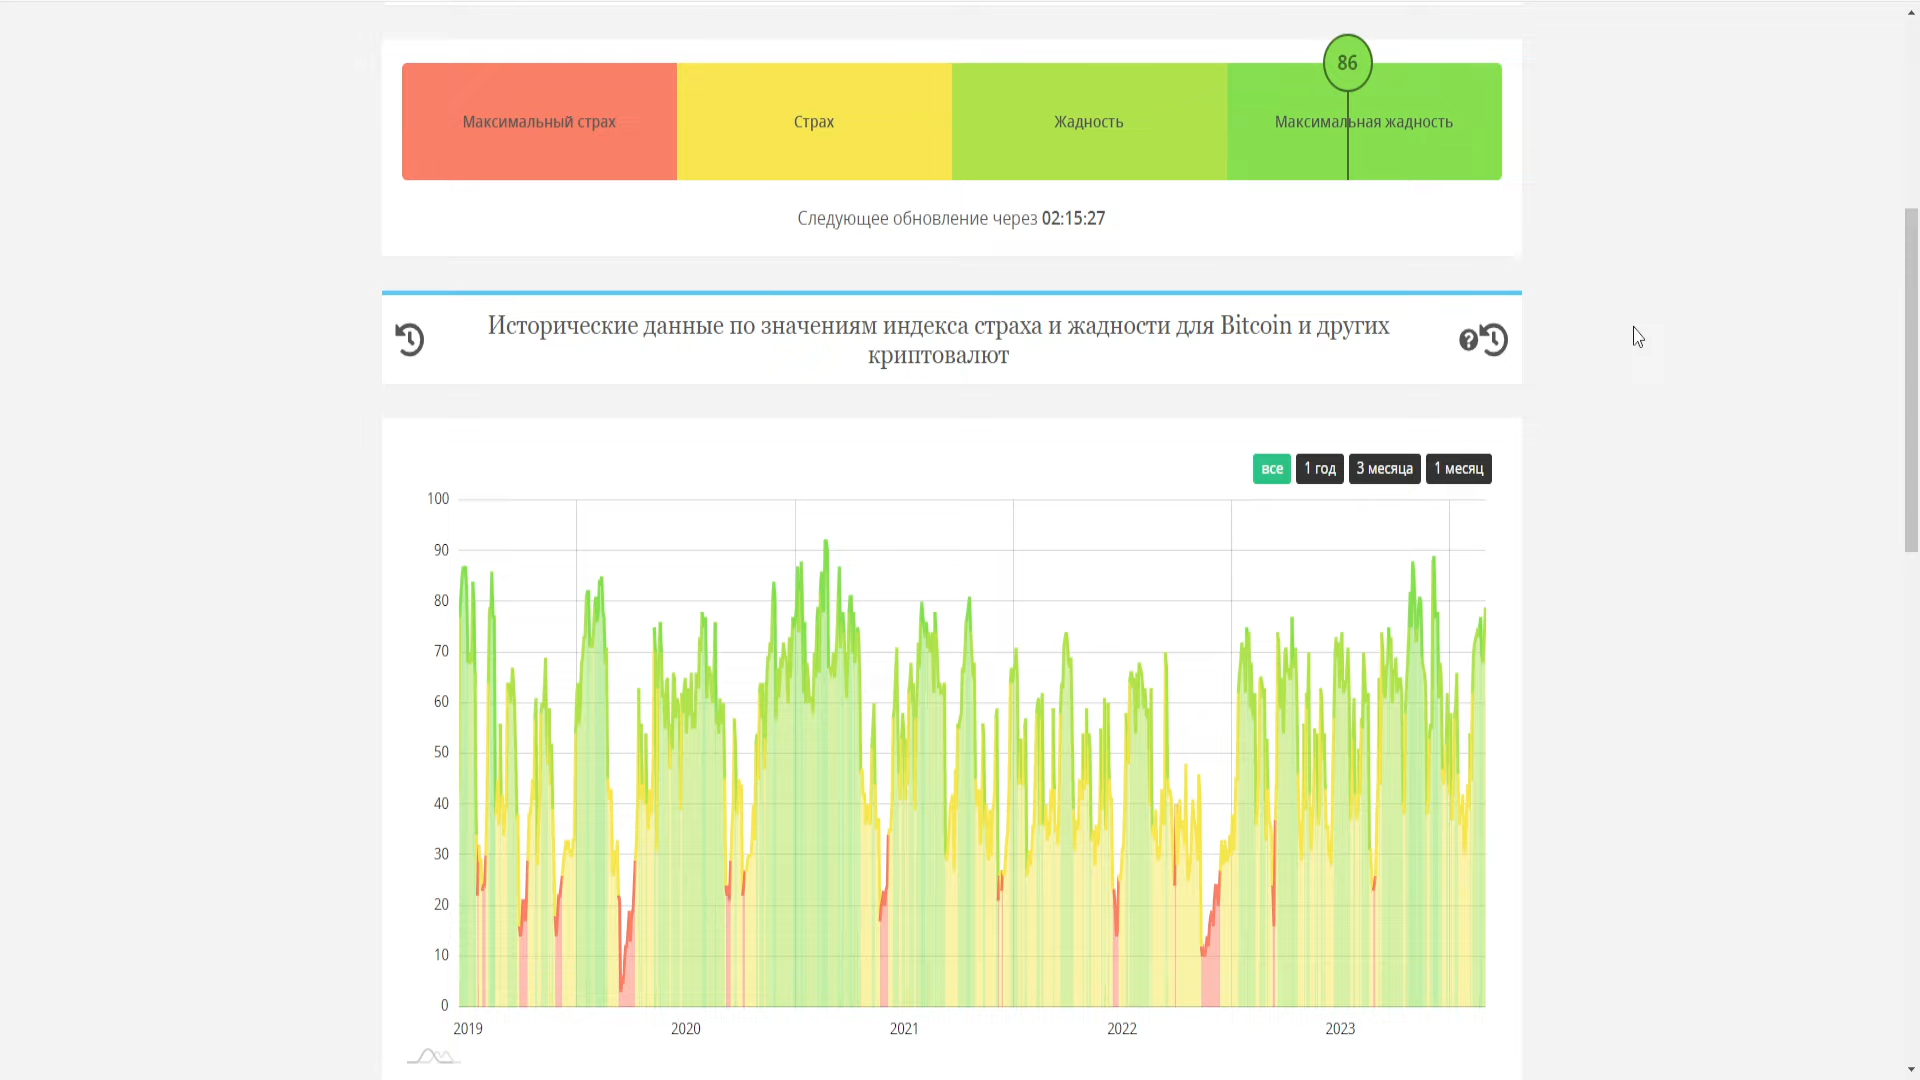 86
Максимальный страх
Страх
Жадность
Максимальная жадность
Следующее обновление через 02:15:27
Исторические данные по значениям индекса страха и жадности для Bitcoin и других
криптовалют
все
1 год
3 месяца
1 месяц
100
90
80
70
60
50
40
30
20
10
0
2019
2020
2021
2022
2023